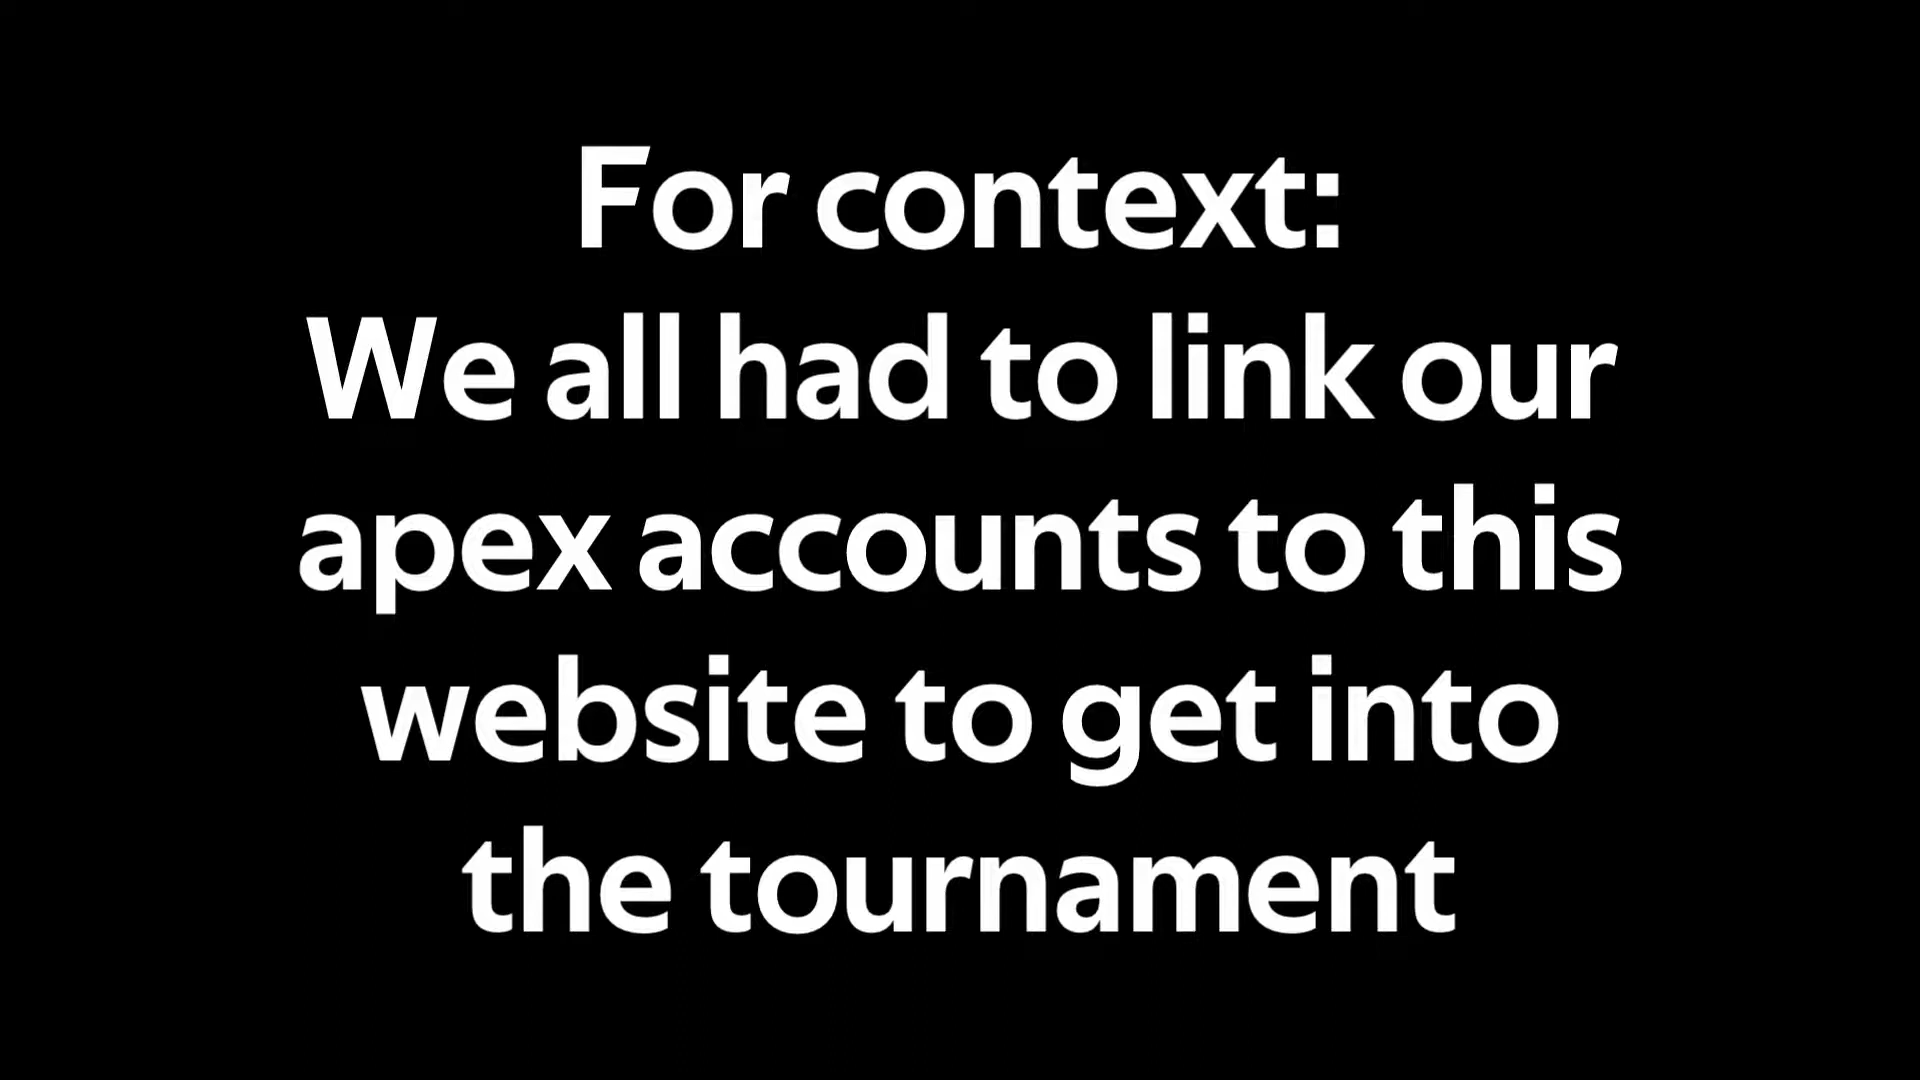 For context:
We all had to link our
apex accounts to this
website to get into
the tournament